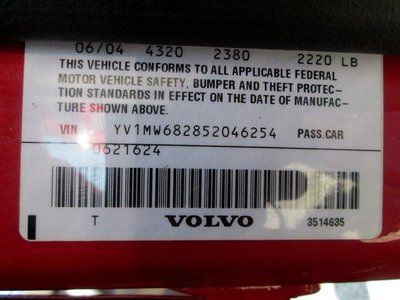 06/04 4320 2380 2220 LB
THIS VEHICLE CONFORMS TO ALL APPLICABLE FEDERAL
MOTOR VEHICLE SAFETY, BUMPER AND THEFT PROTEC-
TION STANDARDS IN EFFECT ON THE DATE OF MANUFAC-
TURE SHOWN ABOVE.
VIN YV1MW682852046254 PASS.CAR
0621624
T VOLVO 3514635